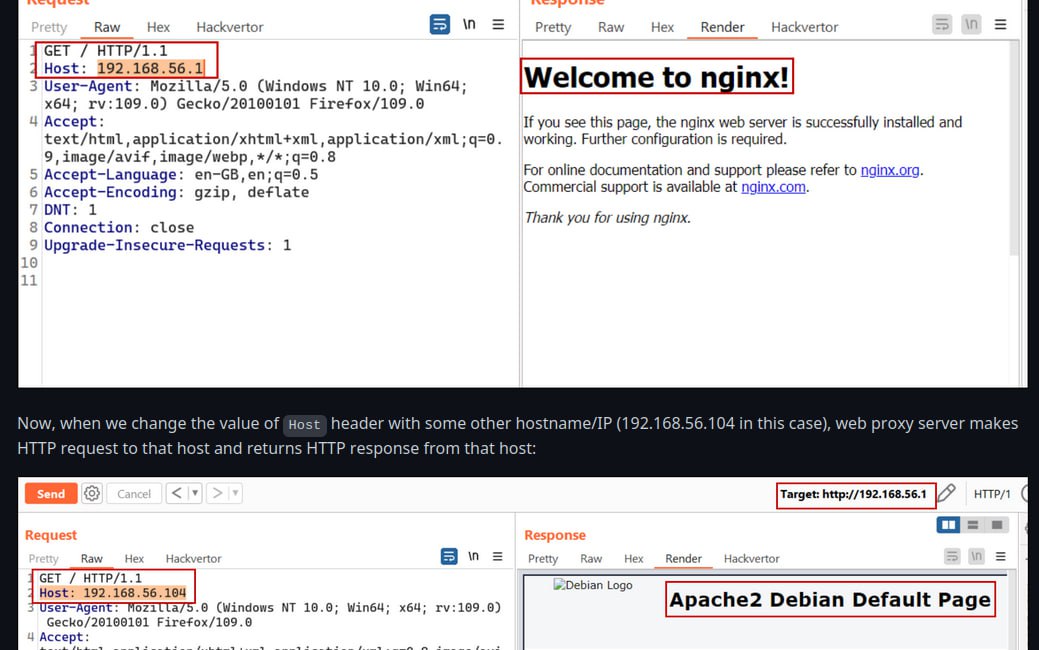 Request
Response
Pretty Raw Hex Hackvertor \n
Pretty Raw Hex Render Hackvertor \n
1 GET / HTTP/1.1
2 Host: 192.168.56.1
3 User-Agent: Mozilla/5.0 (Windows NT 10.0; Win64;
x64; rv:109.0) Gecko/20100101 Firefox/109.0
4 Accept:
text/html,application/xhtml+xml,application/xml;q=0.
9,image/avif,image/webp,*/*;q=0.8
5 Accept-Language: en-GB,en;q=0.5
6 Accept-Encoding: gzip, deflate
7 DNT: 1
8 Connection: close
9 Upgrade-Insecure-Requests: 1
10
11
Welcome to nginx!
If you see this page, the nginx web server is successfully installed and
working. Further configuration is required.
For online documentation and support please refer to nginx.org.
Commercial support is available at nginx.com.
Thank you for using nginx.
Now, when we change the value of Host header with some other hostname/IP (192.168.56.104 in this case), web proxy server makes
HTTP request to that host and returns HTTP response from that host:
Send Cancel < >
Target: http://192.168.56.1 HTTP/1
Request
Response
Pretty Raw Hex Hackvertor \n
Pretty Raw Hex Render Hackvertor \n
1 GET / HTTP/1.1
2 Host: 192.168.56.104
3 User-Agent: Mozilla/5.0 (Windows NT 10.0; Win64; x64; rv:109.0)
Gecko/20100101 Firefox/109.0
4 Accept:
Debian Logo
Apache2 Debian Default Page